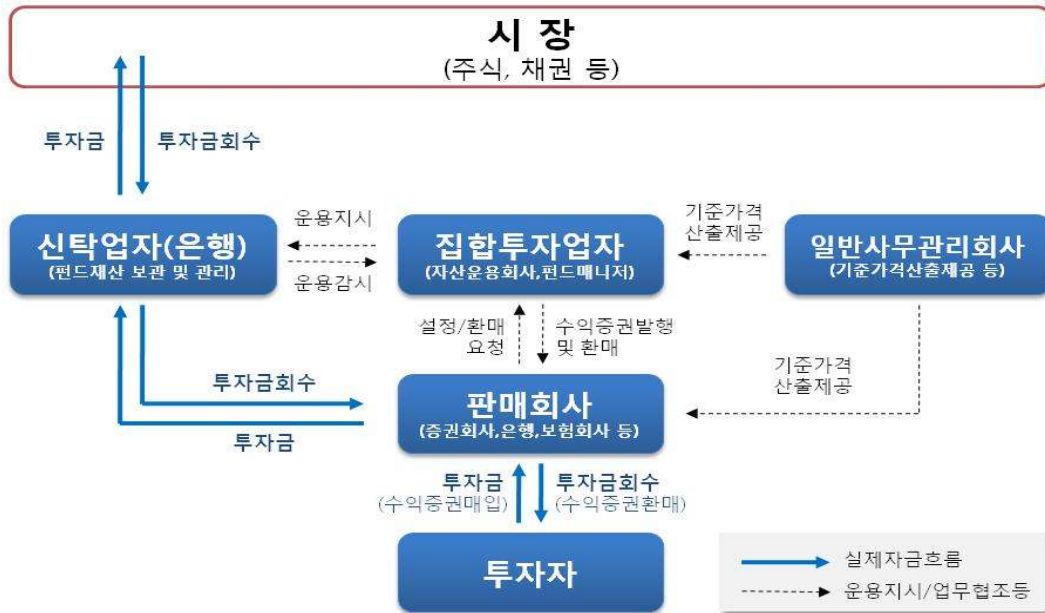 시 장
(주식, 채권 등)
투자금
투자금회수
신탁업자(은행)
(펀드재산 보관 및 관리)
운용지시
운용감시
집합투자업자
(자산운용회사,펀드매니저)
기준가격
산출제공
일반사무관리회사
(기준가격산출제공 등)
설정/환매
요청
수익증권발행
및 환매
기준가격
산출제공
투자금회수
투자금
판매회사
(증권회사,은행,보험회사 등)
투자금
(수익증권매입)
투자금회수
(수익증권환매)
투자자
실제자금흐름
운용지시/업무협조등